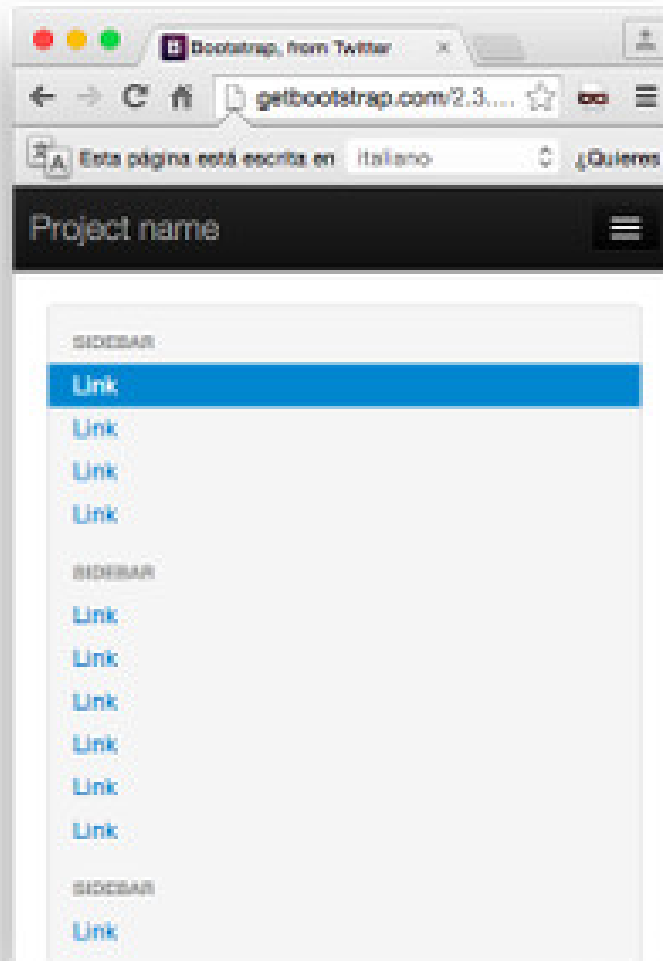 Bootstrap, from Twitter
getbootstrap.com/2.3....
Esta página está escrita en italiano ¿Quieres
Project name
SIDEBAR
Link
Link
Link
Link
SIDEBAR
Link
Link
Link
Link
Link
Link
SIDEBAR
Link